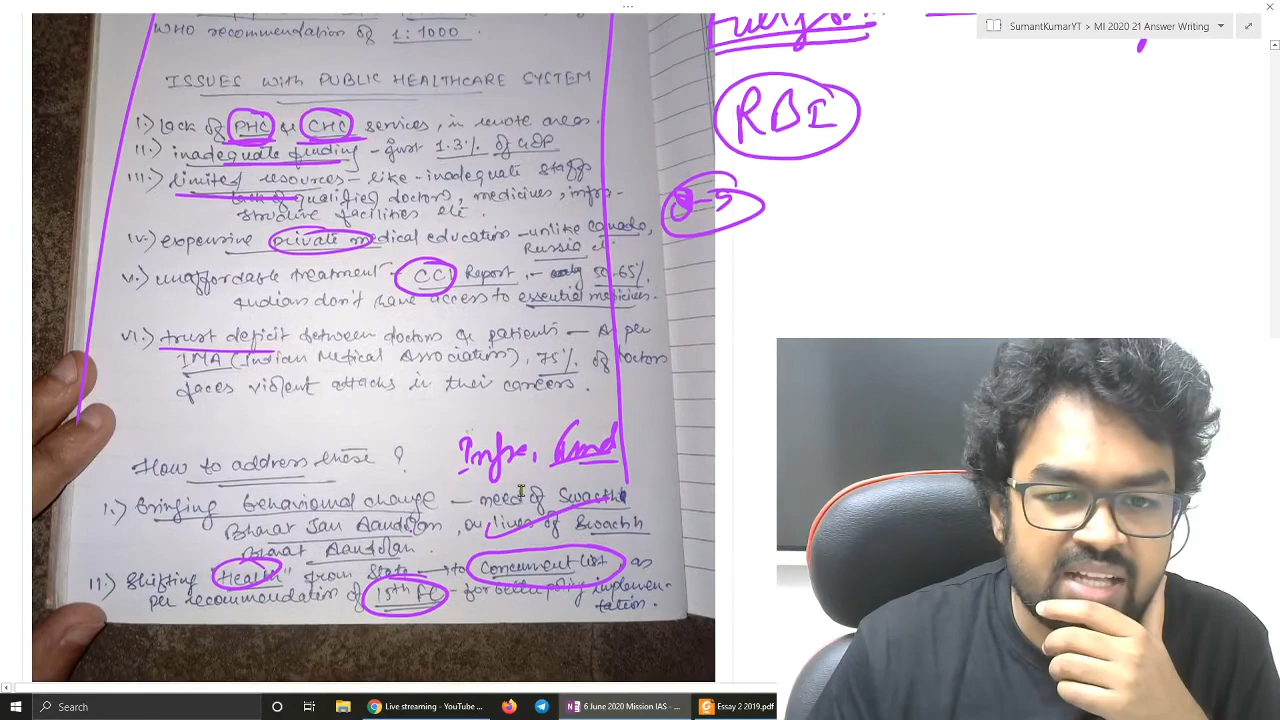 SumantKumarYT > MI 2020 21 Answer Writing
WHO recommendation of 1:1000.
ISSUES with PUBLIC HEALTHCARE SYSTEM
I.) Lack of PHC or CHC services, in remote areas.
II.) inadequate funding - just 1.3% of GDP
III.) limited resources - like - inadequate staffs
lack of qualified doctors, medicines, infra-
structure facilities etc.
IV.) expensive private medical education - unlike Canada,
Russia
V.) unaffordable treatment - CCI Report, - 50-65%
Indians don't have access to essential medicines.
VI.) trust deficit between doctors or patients - As per
IMA (Indian Medical Association), 75% of doctors
faces violent attacks in their careers.
Infra, Fund
How to address these ?
I.) Bringing behavioural change - need of Swachh
Bharat Jan Aandolan, on lines of Swachh
Bharat Aandolan.
II.) Shifting "Health" from State to Concurrent list, as
per recommendation of 15th FC - for better policy implemen-
tation.
RBI
Search
Live streaming - YouTube ...
6 June 2020 Mission IAS - ...
Essay 2 2019.pdf